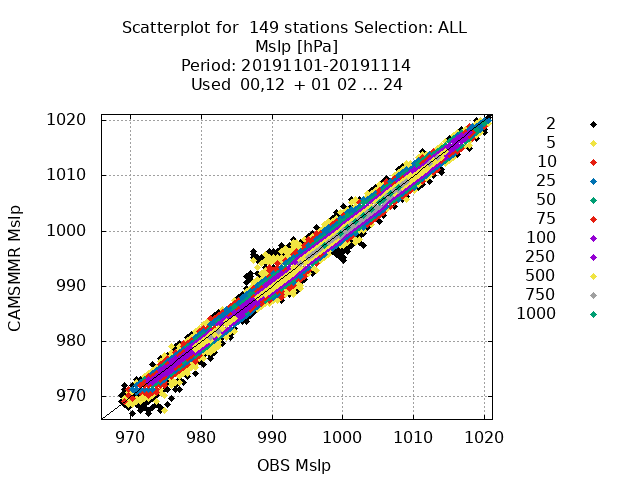 Scatterplot for 149 stations Selection: ALL
Mslp [hPa]
Period: 20191101-20191114
Used 00,12 + 01 02 ... 24
1020
1010
1000
990
980
970
CAMSMMR Mslp
970 980 990 1000 1010 1020
OBS Mslp
2
5
10
25
50
75
100
250
500
750
1000